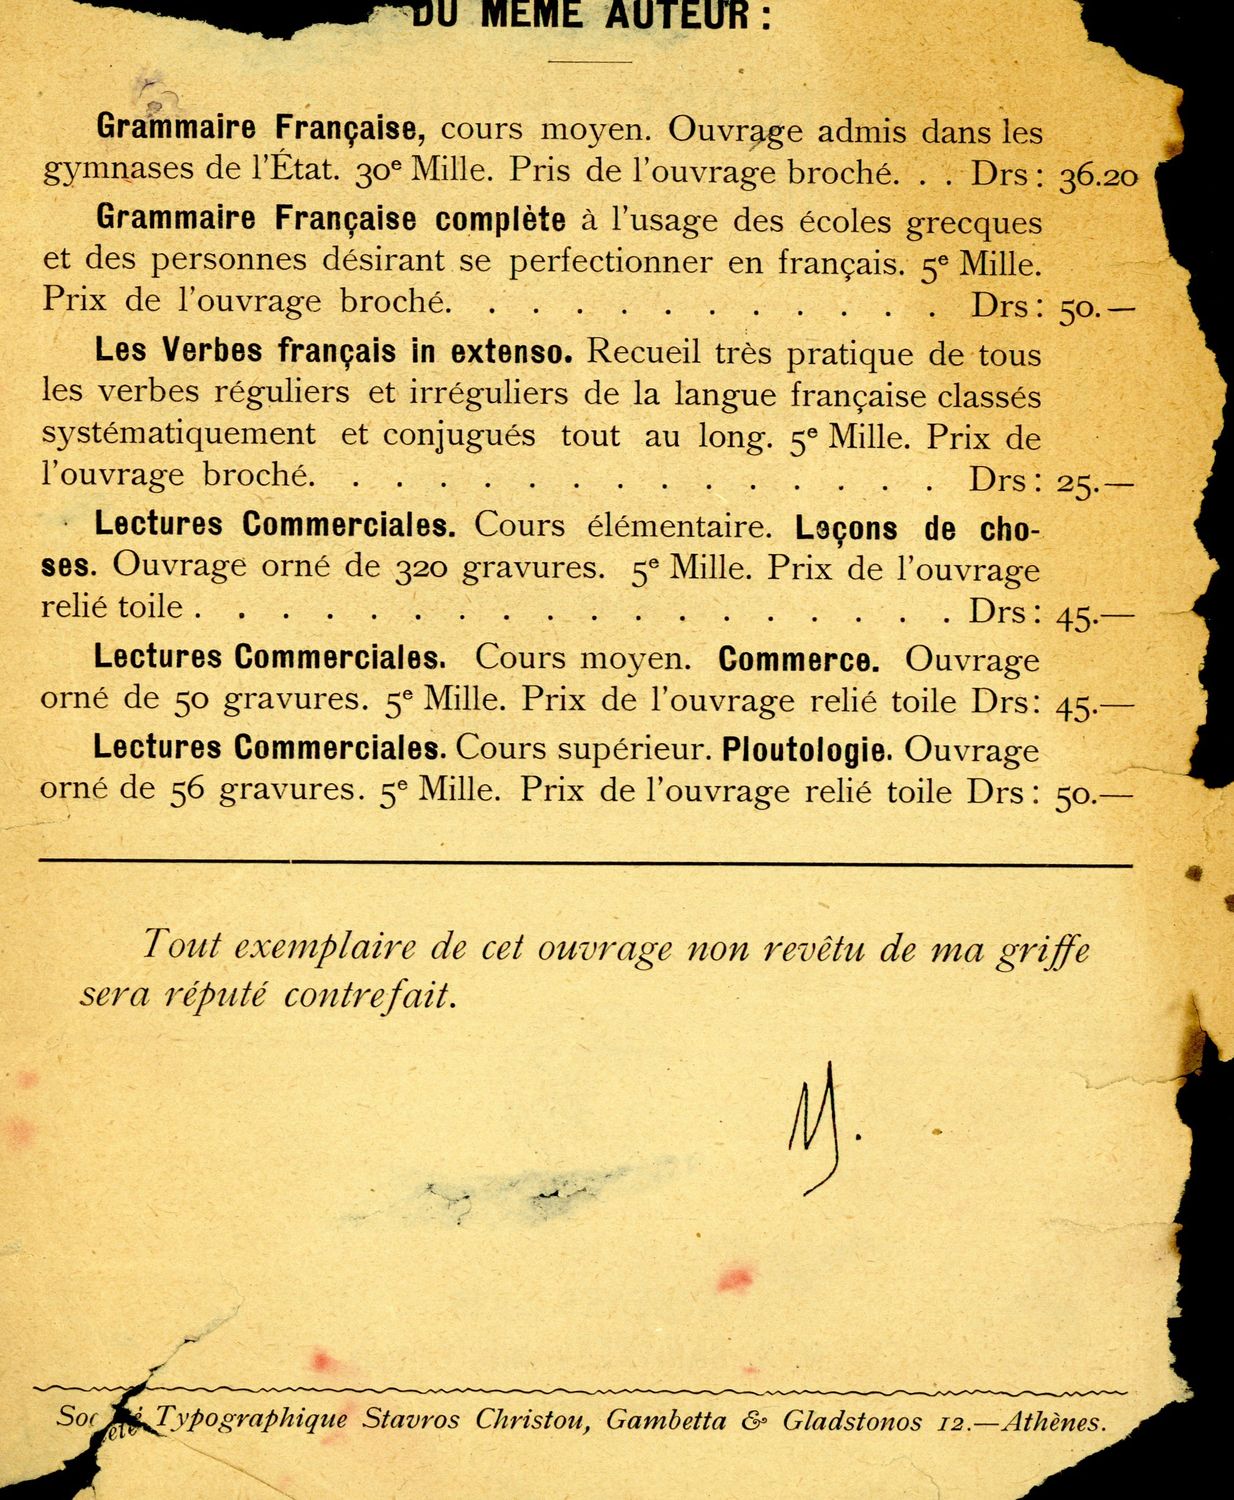 DU MÊME AUTEUR :
Grammaire Française, cours moyen. Ouvrage admis dans les
gymnases de l'État. 30e Mille. Pris de l'ouvrage broché. . . Drs : 36.20
Grammaire Française complète à l'usage des écoles grecques
et des personnes désirant se perfectionner en français. 5e Mille.
Prix de l'ouvrage broché. . . . . . . . . . . . Drs : 50.—
Les Verbes français in extenso. Recueil très pratique de tous
les verbes réguliers et irréguliers de la langue française classés
systématiquement et conjugués tout au long. 5e Mille. Prix de
l'ouvrage broché. . . . . . . . . . . . . . . Drs : 25.—
Lectures Commerciales. Cours élémentaire. Leçons de cho-
ses. Ouvrage orné de 320 gravures. 5e Mille. Prix de l'ouvrage
relié toile . . . . . . . . . . . . . . . . . . Drs : 45.—
Lectures Commerciales. Cours moyen. Commerce. Ouvrage
orné de 50 gravures. 5e Mille. Prix de l'ouvrage relié toile Drs : 45.—
Lectures Commerciales. Cours supérieur. Ploutologie. Ouvrage
orné de 56 gravures. 5e Mille. Prix de l'ouvrage relié toile Drs : 50.—
Tout exemplaire de cet ouvrage non revêtu de ma griffe
sera réputé contrefait.
M.
Société Typographique Stavros Christou, Gambetta & Gladstonos 12.—Athènes.